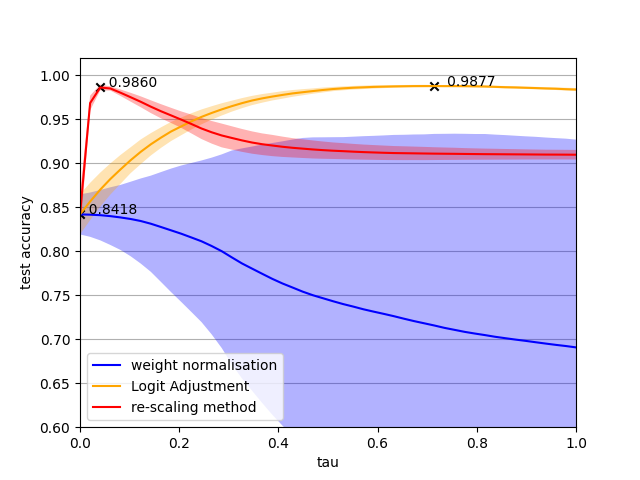 1.00
0.95
0.90
0.85
0.80
0.75
0.70
0.65
0.60
test accuracy
0.9860
0.9877
0.8418
weight normalisation
Logit Adjustment
re-scaling method
0.0 0.2 0.4 0.6 0.8 1.0
tau